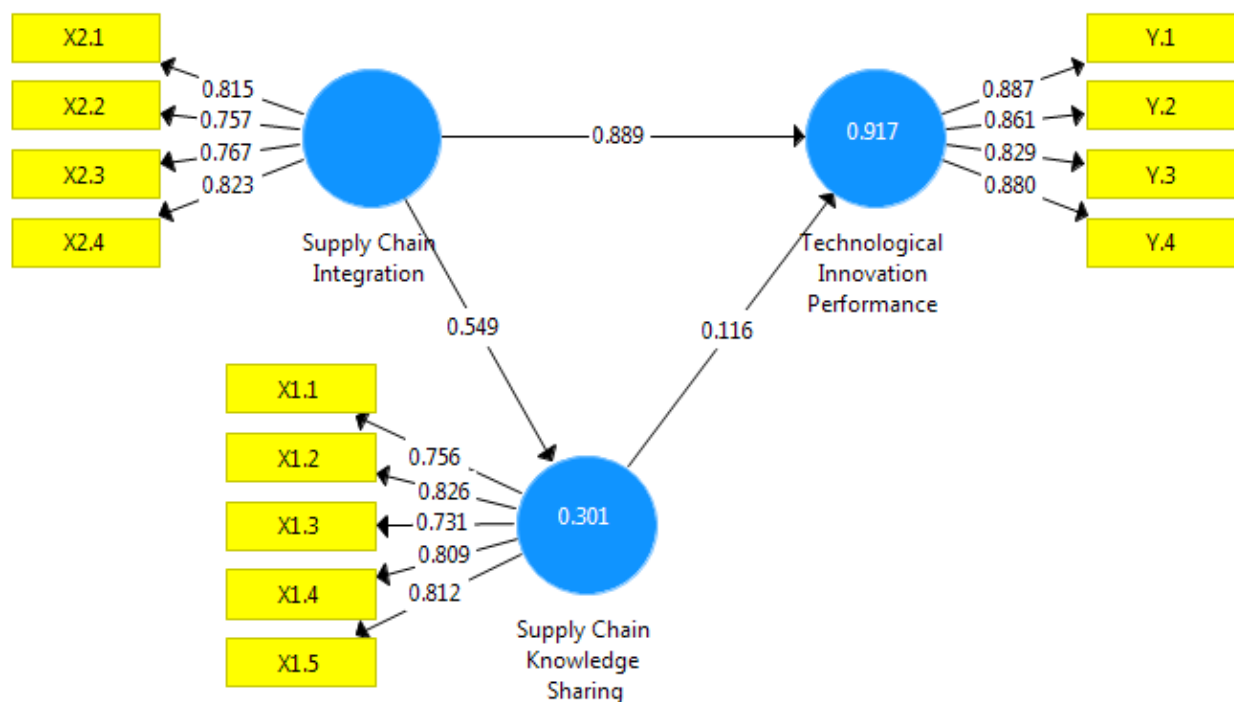 X2.1
X2.2
X2.3
X2.4
0.815
0.757
0.767
0.823
Supply Chain
Integration
0.889
0.917
Technological
Innovation
Performance
0.887
0.861
0.829
0.880
Y.1
Y.2
Y.3
Y.4
0.549
0.116
X1.1
X1.2
X1.3
X1.4
X1.5
0.756
0.826
0.731
0.809
0.812
0.301
Supply Chain
Knowledge
Sharing